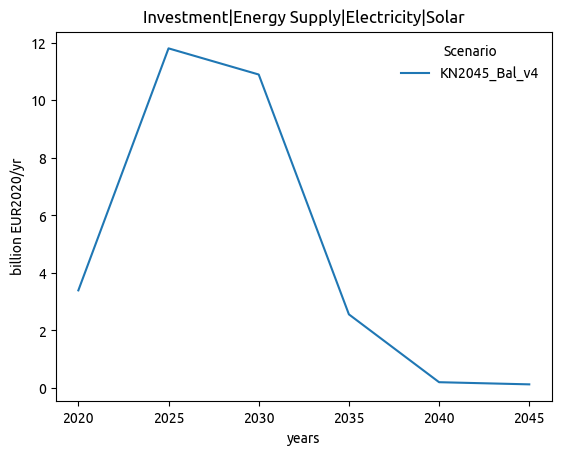 Investment|Energy Supply|Electricity|Solar
Scenario
KN2045_Bal_v4
12
10
8
6
4
2
0
billion EUR2020/yr
2020 2025 2030 2035 2040 2045
years